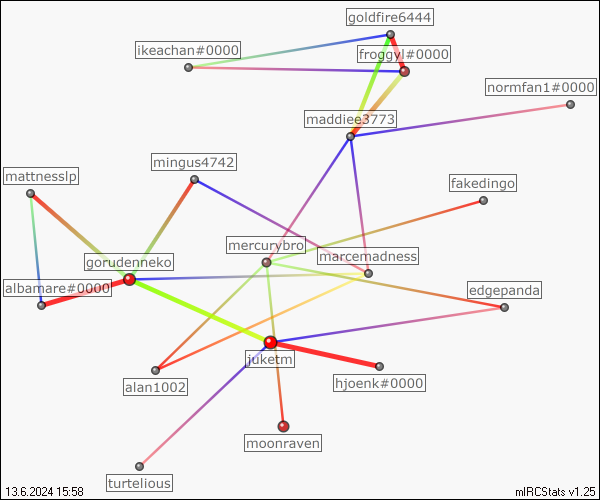 goldfire6444
ikeachan#0000
froggyl#0000
normfan1#0000
maddiee3773
mingus4742
mattnesslp
fakedingo
mercurybro
marcemadness
gorudenneko
albamare#0000
edgepanda
juketm
alan1002
hjoenk#0000
moonraven
turtelious
13.6.2024 15:58
mIRCStats v1.25